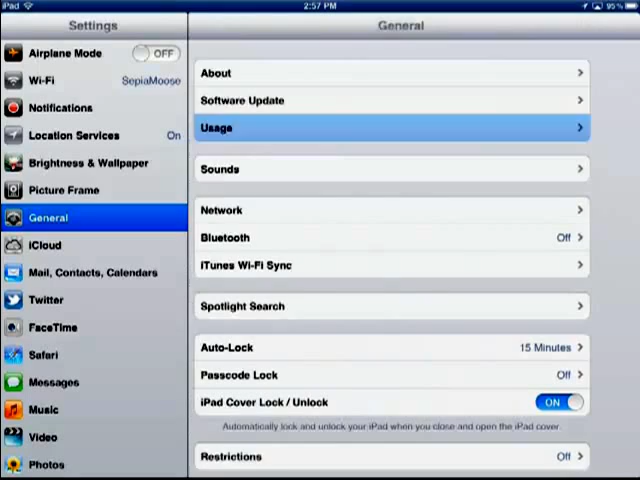 iPad 2:57 PM 95%
Settings
General
Airplane Mode OFF
Wi-Fi SepiaMoose
Notifications
Location Services On
Brightness & Wallpaper
Picture Frame
General
iCloud
Mail, Contacts, Calendars
Twitter
FaceTime
Safari
Messages
Music
Video
Photos
About
Software Update
Usage
Sounds
Network
Bluetooth Off
iTunes Wi-Fi Sync
Spotlight Search
Auto-Lock 15 Minutes
Passcode Lock Off
iPad Cover Lock / Unlock ON
Automatically lock and unlock your iPad when you close and open the iPad cover.
Restrictions Off